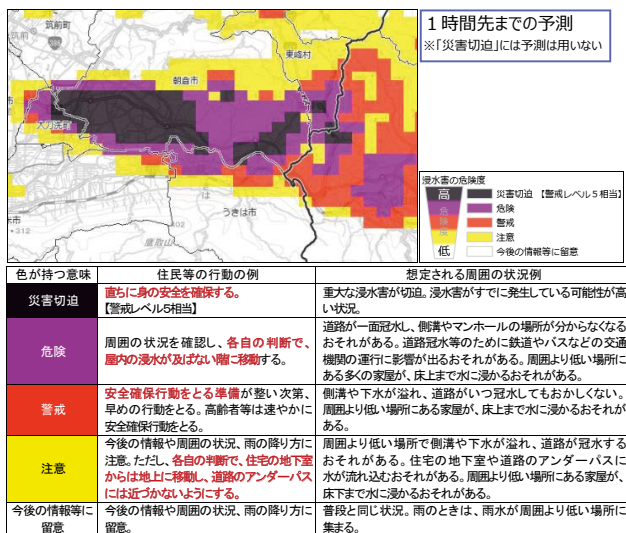 筑前町
筑前
東峰村
朝倉市
大刀洗町
うきは市
米市
312
402
鷹取山
は
1時間先までの予測
※「災害切迫」には予測は用いない
浸水害の危険度
高
危険度
低
災害切迫 【警戒レベル5相当】
危険
警戒
注意
今後の情報等に留意
色が持つ意味 住民等の行動の例 想定される周囲の状況例
災害切迫
直ちに身の安全を確保する。
【警戒レベル5相当】
重大な浸水害が切迫。浸水害がすでに発生している可能性が高
い状況。
危険
周囲の状況を確認し、各自の判断で、
屋内の浸水が及ばない階に移動する。
道路が一面冠水し、側溝やマンホールの場所が分からなくなる
おそれがある。道路冠水等のために鉄道やバスなどの交通
機関の運行に影響が出るおそれがある。周囲より低い場所に
ある多くの家屋が、床上まで水に浸かるおそれがある。
警戒
安全確保行動をとる準備が整い次第、
早めの行動をとる。高齢者等は速やかに
安全確保行動をとる。
側溝や下水が溢れ、道路がいつ冠水してもおかしくない。
周囲より低い場所にある家屋が、床上まで水に浸かるおそれが
ある。
注意
今後の情報や周囲の状況、雨の降り方に
注意。ただし、各自の判断で、住宅の地下室
からは地上に移動し、道路のアンダーパス
には近づかないようにする。
周囲より低い場所で側溝や下水が溢れ、道路が冠水する
おそれがある。住宅の地下室や道路のアンダーパスに
水が流れ込むおそれがある。周囲より低い場所にある家屋が、
床下まで水に浸かるおそれがある。
今後の情報等に
留意
今後の情報や周囲の状況、雨の降り方に
留意。
普段と同じ状況。雨のときは、雨水が周囲より低い場所に
集まる。